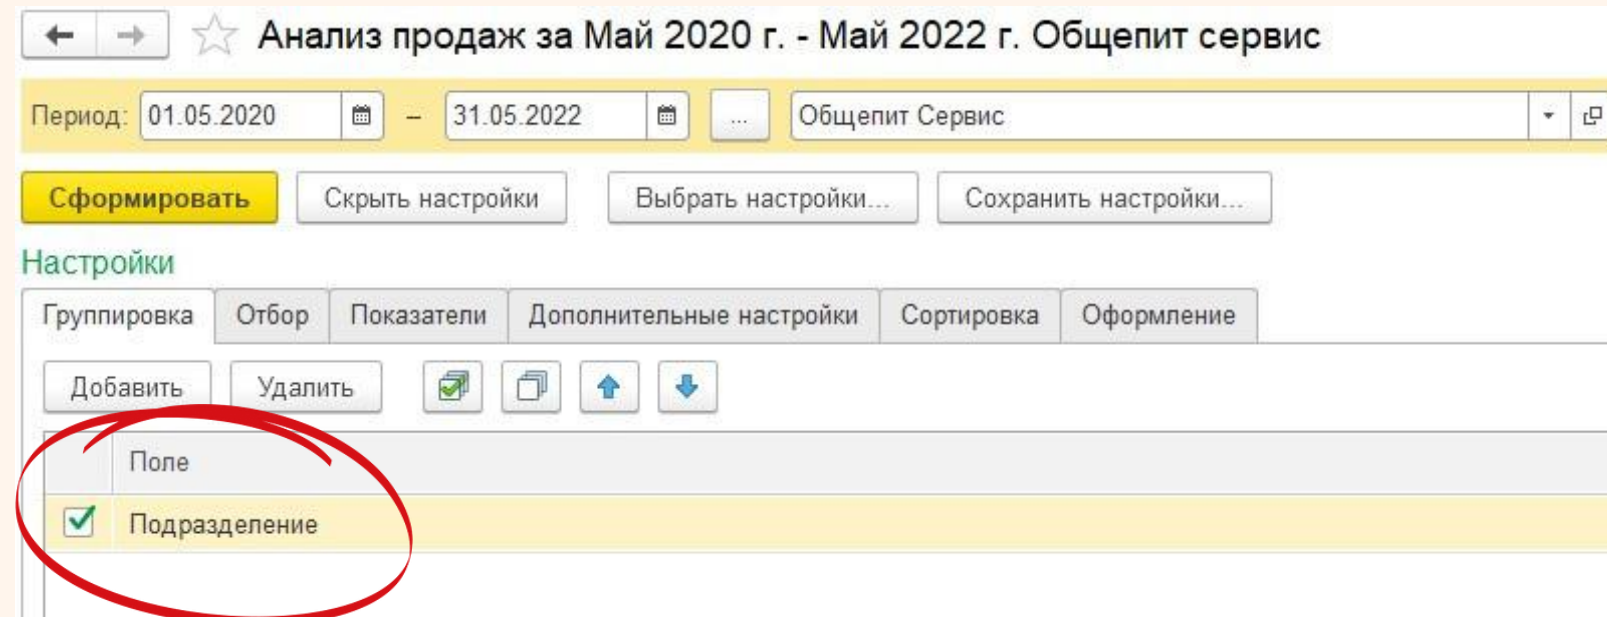 Анализ продаж за Май 2020 г. - Май 2022 г. Общепит сервис
Период: 01.05.2020 – 31.05.2022 ... Общепит Сервис
Сформировать Скрыть настройки Выбрать настройки... Сохранить настройки...
Настройки
Группировка Отбор Показатели Дополнительные настройки Сортировка Оформление
Добавить Удалить
Поле
Подразделение